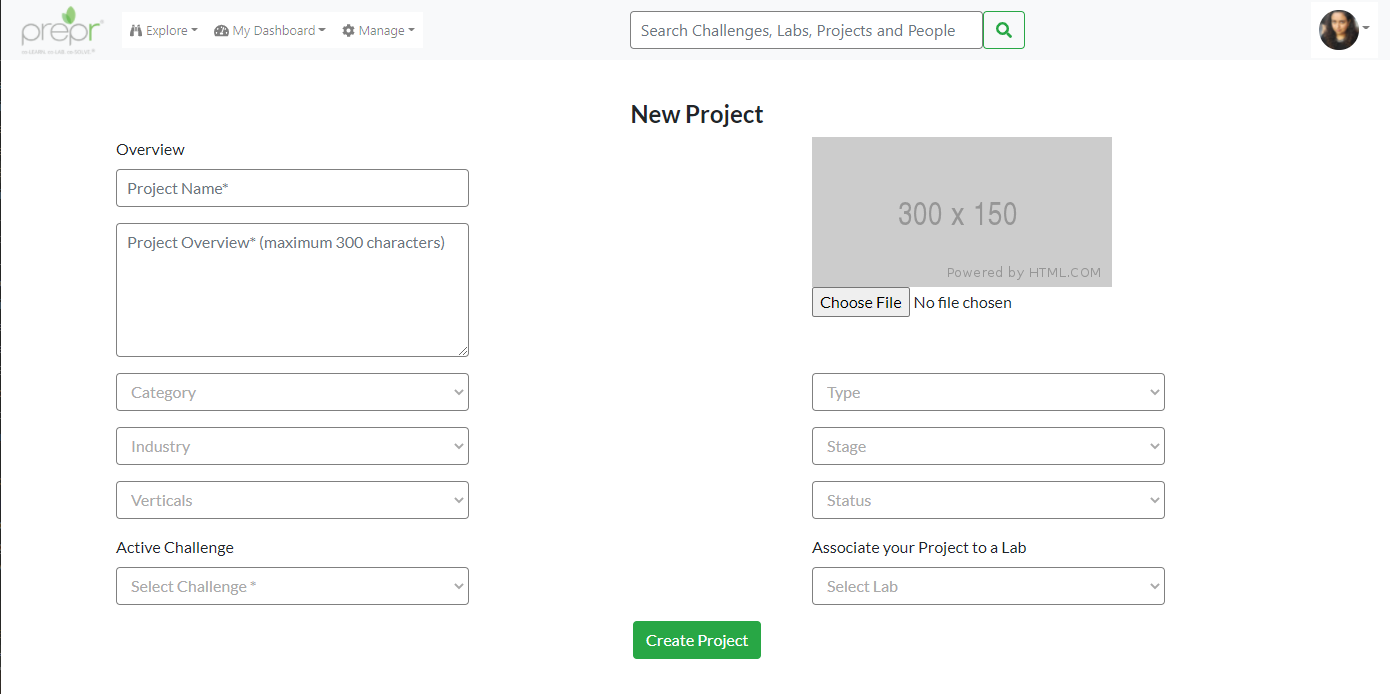 prepr
Explore
My Dashboard
Manage
Search Challenges, Labs, Projects and People
New Project
Overview
Project Name*
Project Overview* (maximum 300 characters)
300 x 150
Powered by HTML.COM
Choose File No file chosen
Category
Type
Industry
Stage
Verticals
Status
Active Challenge
Associate your Project to a Lab
Select Challenge *
Select Lab
Create Project